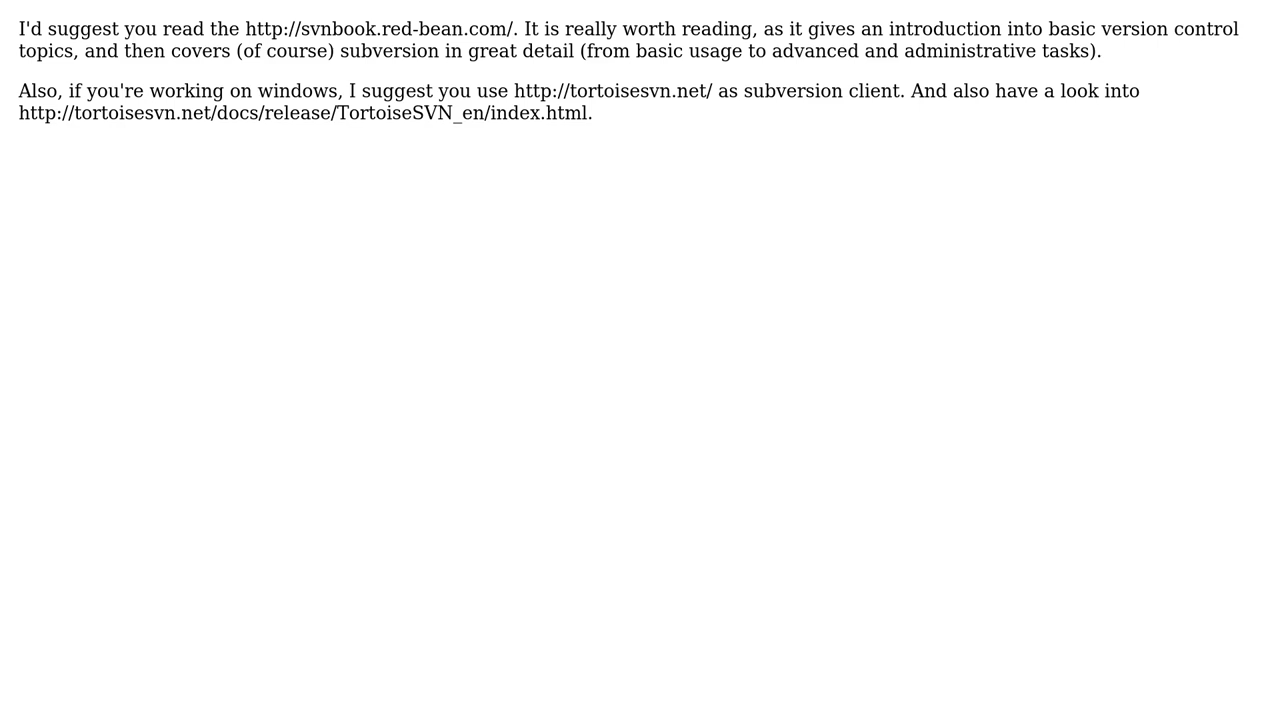 I'd suggest you read the http://svnbook.red-bean.com/. It is really worth reading, as it gives an introduction into basic version control
topics, and then covers (of course) subversion in great detail (from basic usage to advanced and administrative tasks).
Also, if you're working on windows, I suggest you use http://tortoisesvn.net/ as subversion client. And also have a look into
http://tortoisesvn.net/docs/release/TortoiseSVN_en/index.html.